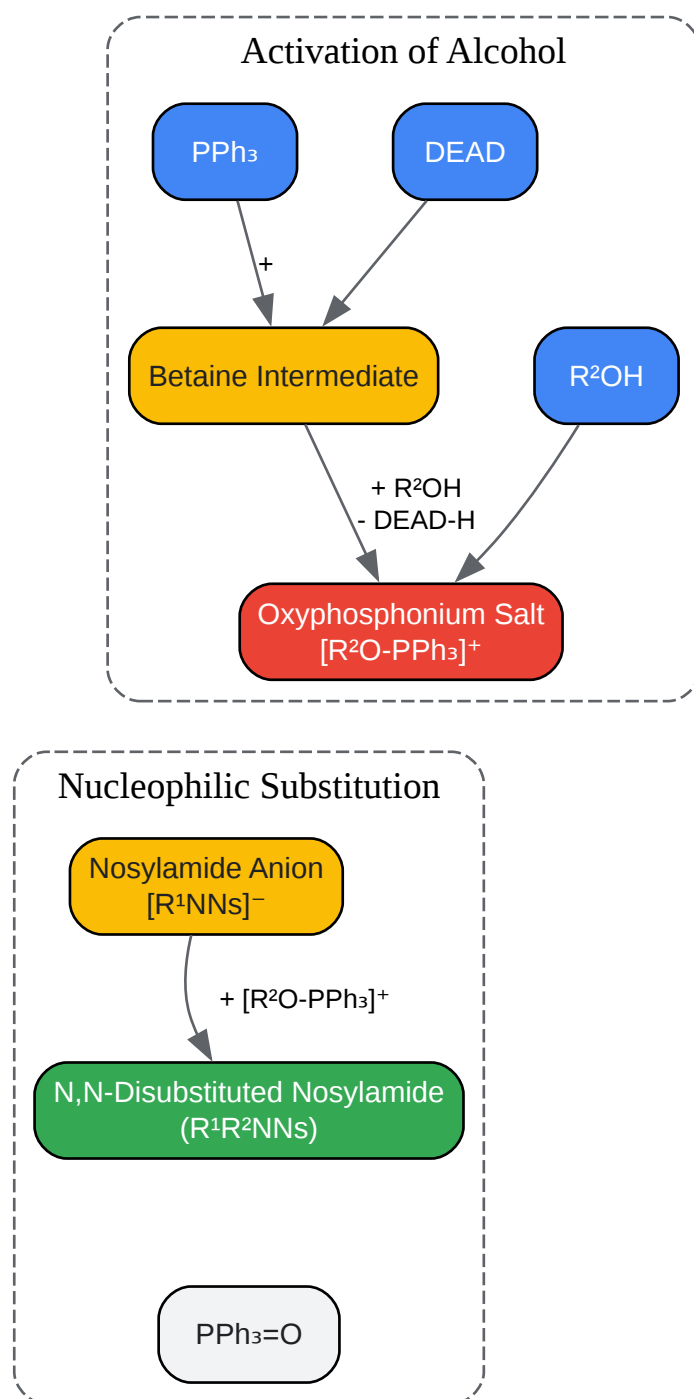 Activation of Alcohol
PPh₃
DEAD
+
Betaine Intermediate
R²OH
+ R²OH
- DEAD-H
Oxyphosphonium Salt
[R²O-PPh₃]⁺
Nucleophilic Substitution
Nosylamide Anion
[R¹NNs]⁻
+ [R²O-PPh₃]⁺
N,N-Disubstituted Nosylamide
(R¹R²NNs)
PPh₃=O